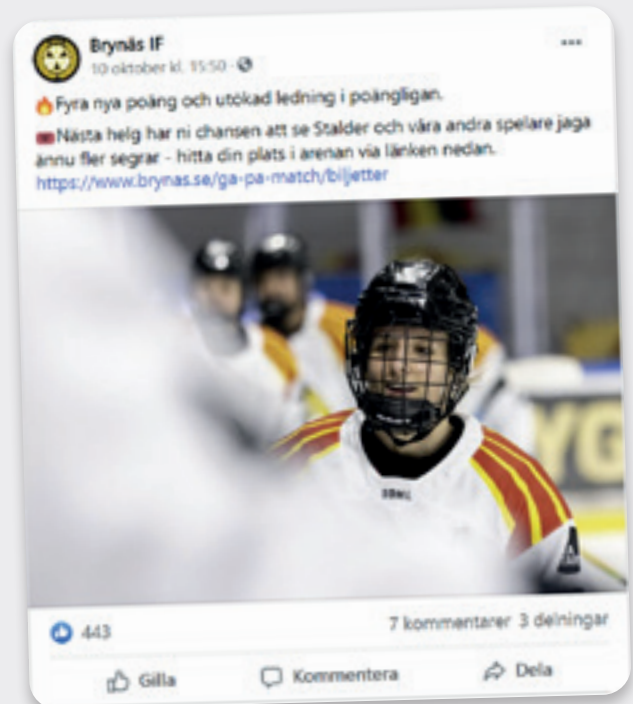 Brynäs IF
10 oktober kl. 15:50
Fyra nya poäng och utökad ledning i poängligan.
Nästa helg har ni chansen att se Stalder och våra andra spelare jaga
ännu fler segrar - hitta din plats i arenan via länken nedan.
https://www.brynas.se/ga-pa-match/biljetter
YG
A
443
7 kommentarer 3 delningar
Gilla
Kommentera
Dela